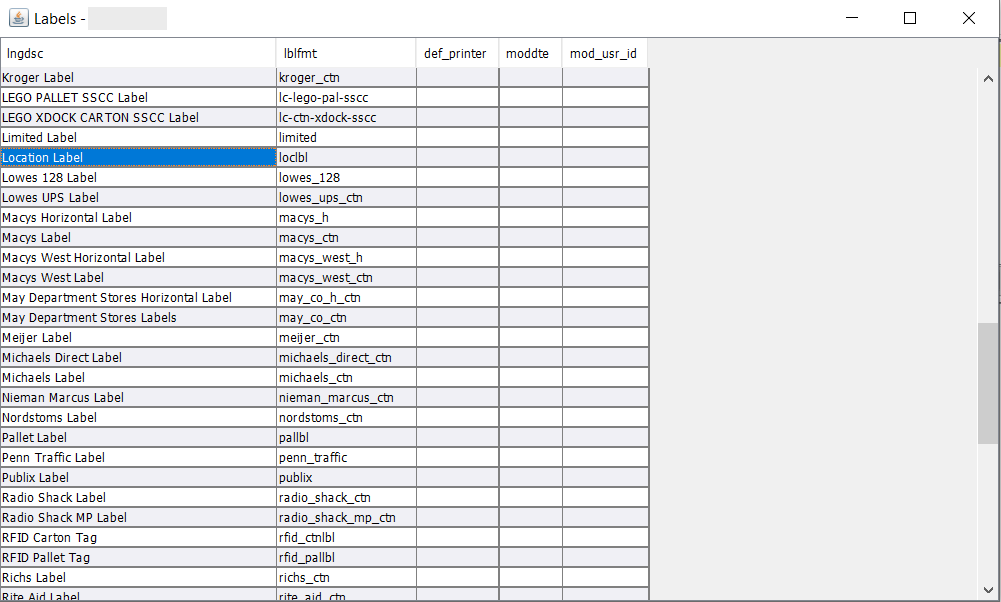 Labels -
lngdsc lblfmt def_printer moddte mod_usr_id
Kroger Label kroger_ctn
LEGO PALLET SSCC Label lc-lego-pal-sscc
LEGO XDOCK CARTON SSCC Label lc-ctn-xdock-sscc
Limited Label limited
Location Label loclbl
Lowes 128 Label lowes_128
Lowes UPS Label lowes_ups_ctn
Macys Horizontal Label macys_h
Macys Label macys_ctn
Macys West Horizontal Label macys_west_h
Macys West Label macys_west_ctn
May Department Stores Horizontal Label may_co_h_ctn
May Department Stores Labels may_co_ctn
Meijer Label meijer_ctn
Michaels Direct Label michaels_direct_ctn
Michaels Label michaels_ctn
Nieman Marcus Label nieman_marcus_ctn
Nordstoms Label nordstoms_ctn
Pallet Label pallbl
Penn Traffic Label penn_traffic
Publix Label publix
Radio Shack Label radio_shack_ctn
Radio Shack MP Label radio_shack_mp_ctn
RFID Carton Tag rfid_ctnlbl
RFID Pallet Tag rfid_pallbl
Richs Label richs_ctn
Rite Aid Label rite_aid_ctn